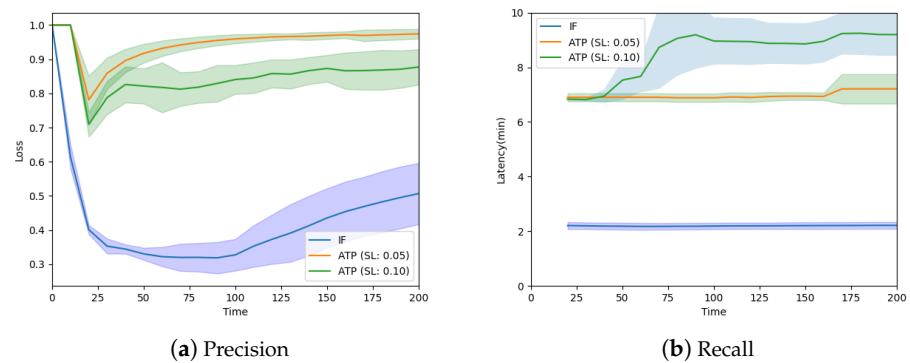 1.0
0.9
0.8
0.7
0.6
0.5
0.4
0.3
Loss
0 25 50 75 100 125 150 175 200
Time
IF
ATP (SL: 0.05)
ATP (SL: 0.10)
(a) Precision
10
8
6
4
2
0
Latency(min)
0 25 50 75 100 125 150 175 200
Time
IF
ATP (SL: 0.05)
ATP (SL: 0.10)
(b) Recall